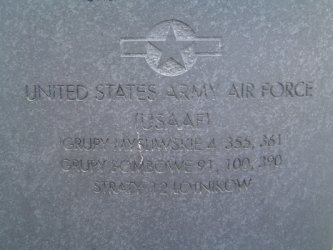 UNITED STATES ARMY AIR FORCE
(USAAF)
GRUPY MYŚLIWSKIE 4, 355, 361
GRUPY BOMBOWE 91, 100, 390
STRATY 12 LOTNIKÓW